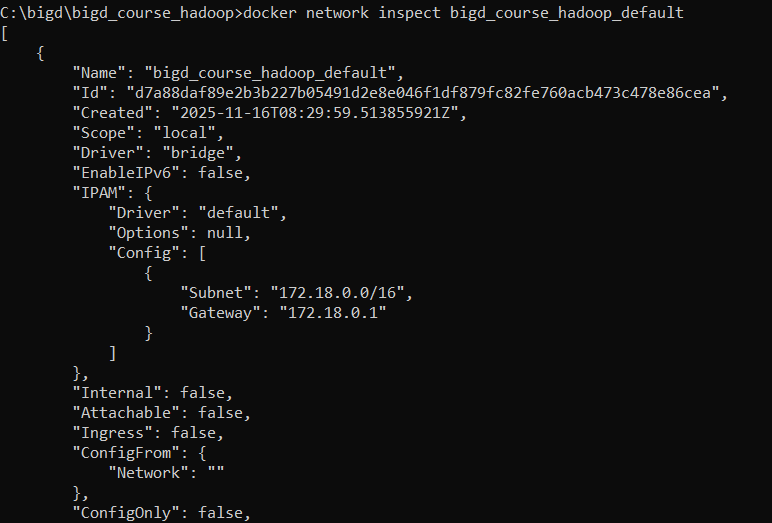 C:\bigd\bigd_course_hadoop>docker network inspect bigd_course_hadoop_default
[
    {
        "Name": "bigd_course_hadoop_default",
        "Id": "d7a88daf89e2b3b227b05491d2e8e046f1df879fc82fe760acb473c478e86cea",
        "Created": "2025-11-16T08:29:59.513855921Z",
        "Scope": "local",
        "Driver": "bridge",
        "EnableIPv6": false,
        "IPAM": {
            "Driver": "default",
            "Options": null,
            "Config": [
                {
                    "Subnet": "172.18.0.0/16",
                    "Gateway": "172.18.0.1"
                }
            ]
        },
        "Internal": false,
        "Attachable": false,
        "Ingress": false,
        "ConfigFrom": {
            "Network": ""
        },
        "ConfigOnly": false,